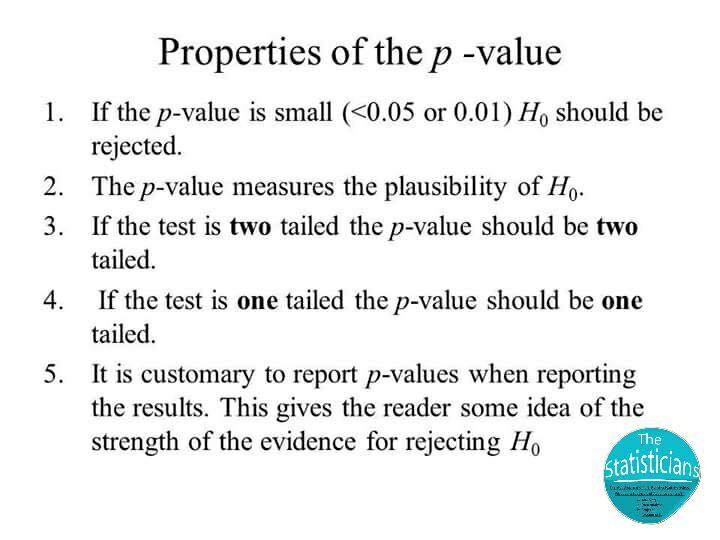 Properties of the p -value
1. If the p-value is small (<0.05 or 0.01) H₀ should be
rejected.
2. The p-value measures the plausibility of H₀.
3. If the test is two tailed the p-value should be two
tailed.
4. If the test is one tailed the p-value should be one
tailed.
5. It is customary to report p-values when reporting
the results. This gives the reader some idea of the
strength of the evidence for rejecting H₀
The
Statisticians